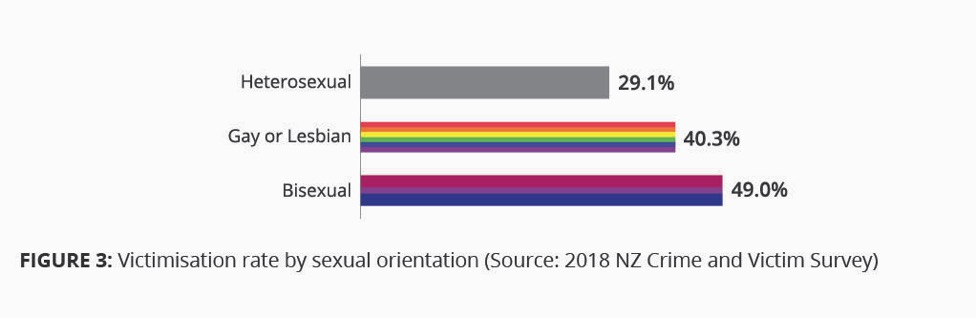 Heterosexual 29.1%
Gay or Lesbian 40.3%
Bisexual 49.0%
FIGURE 3: Victimisation rate by sexual orientation (Source: 2018 NZ Crime and Victim Survey)